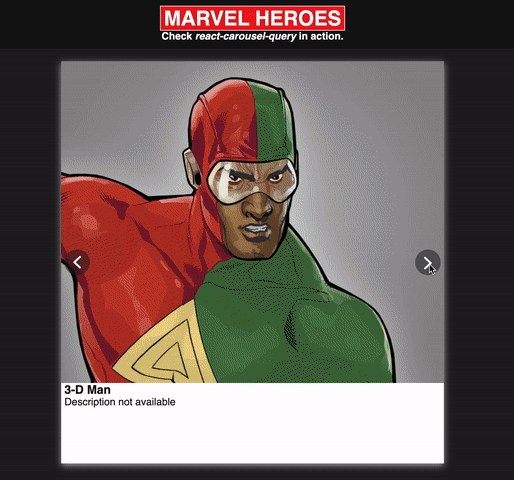 MARVEL HEROES
Check react-carousel-query in action.
3-D Man
Description not available